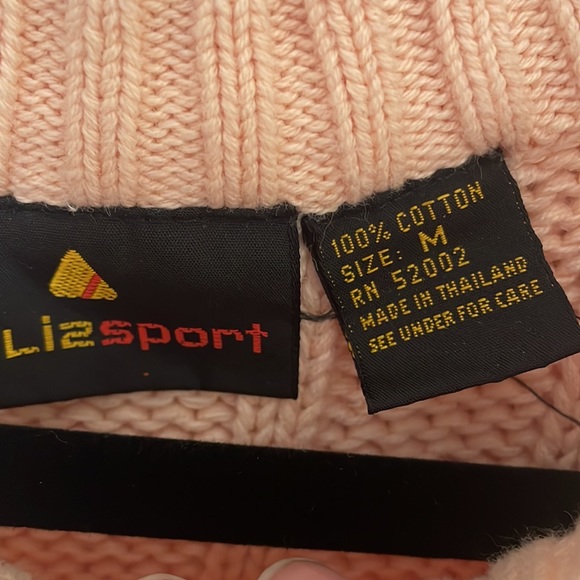 Lizsport
100% COTTON
SIZE: M
RN 52002
MADE IN THAILAND
SEE UNDER FOR CARE